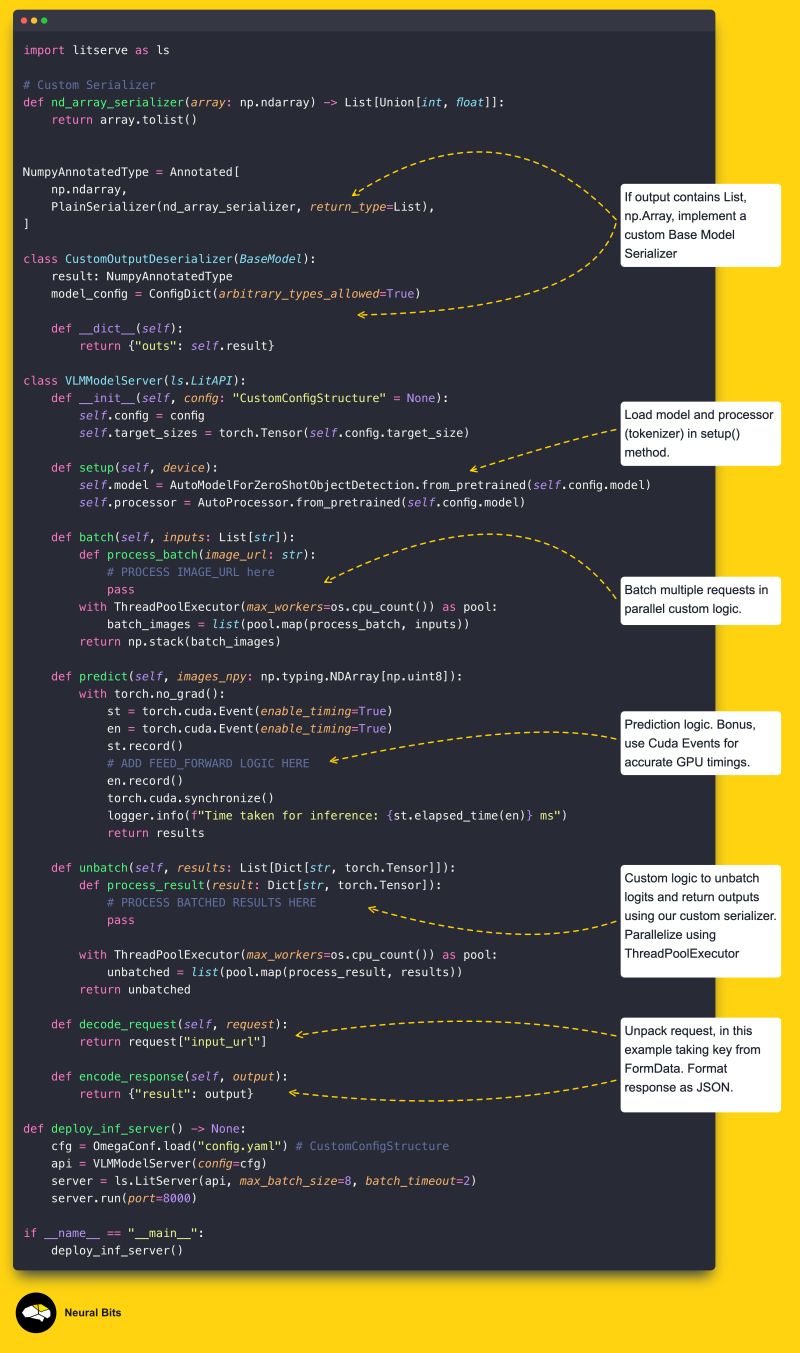 import litserve as ls

# Custom Serializer
def nd_array_serializer(array: np.ndarray) -> List[Union[int, float]]:
    return array.tolist()


NumpyAnnotatedType = Annotated[
    np.ndarray,
    PlainSerializer(nd_array_serializer, return_type=List),
]

class CustomOutputDeserializer(BaseModel):
    result: NumpyAnnotatedType
    model_config = ConfigDict(arbitrary_types_allowed=True)

    def __dict__(self):
        return {"outs": self.result}

class VLMModelServer(ls.LitAPI):
    def __init__(self, config: "CustomConfigStructure" = None):
        self.config = config
        self.target_sizes = torch.Tensor(self.config.target_size)

    def setup(self, device):
        self.model = AutoModelForZeroShotObjectDetection.from_pretrained(self.config.model)
        self.processor = AutoProcessor.from_pretrained(self.config.model)

    def batch(self, inputs: List[str]):
        def process_batch(image_url: str):
            # PROCESS IMAGE_URL here
            pass
        with ThreadPoolExecutor(max_workers=os.cpu_count()) as pool:
            batch_images = list(pool.map(process_batch, inputs))
        return np.stack(batch_images)

    def predict(self, images_npy: np.typing.NDArray[np.uint8]):
        with torch.no_grad():
            st = torch.cuda.Event(enable_timing=True)
            en = torch.cuda.Event(enable_timing=True)
            st.record()
            # ADD FEED_FORWARD LOGIC HERE
            en.record()
            torch.cuda.synchronize()
            logger.info(f"Time taken for inference: {st.elapsed_time(en)} ms")
            return results

    def unbatch(self, results: List[Dict[str, torch.Tensor]]):
        def process_result(result: Dict[str, torch.Tensor]):
            # PROCESS BATCHED RESULTS HERE
            pass

        with ThreadPoolExecutor(max_workers=os.cpu_count()) as pool:
            unbatched = list(pool.map(process_result, results))
        return unbatched

    def decode_request(self, request):
        return request["input_url"]

    def encode_response(self, output):
        return {"result": output}

def deploy_inf_server() -> None:
    cfg = OmegaConf.load("config.yaml") # CustomConfigStructure
    api = VLMModelServer(config=cfg)
    server = ls.LitServer(api, max_batch_size=8, batch_timeout=2)
    server.run(port=8000)

if __name__ == "__main__":
    deploy_inf_server()

If output contains List,
np.Array, implement a
custom Base Model
Serializer

Load model and processor
(tokenizer) in setup()
method.

Batch multiple requests in
parallel custom logic.

Prediction logic. Bonus,
use Cuda Events for
accurate GPU timings.

Custom logic to unbatch
logits and return outputs
using our custom serializer.
Parallelize using
ThreadPoolExecutor

Unpack request, in this
example taking key from
FormData. Format
response as JSON.

Neural Bits